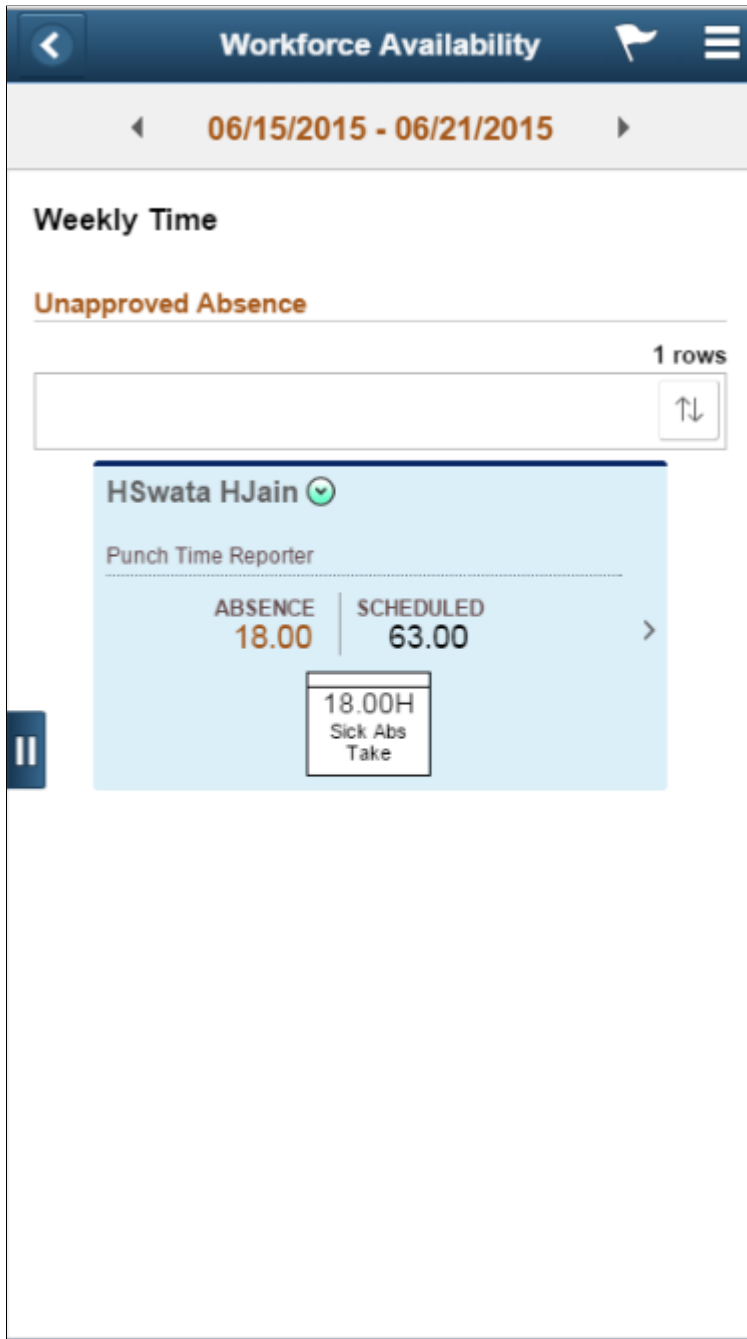 Workforce Availability
06/15/2015 - 06/21/2015
Weekly Time
Unapproved Absence
1 rows
HSwata HJain
Punch Time Reporter
ABSENCE SCHEDULED
18.00 63.00
18.00H
Sick Abs
Take